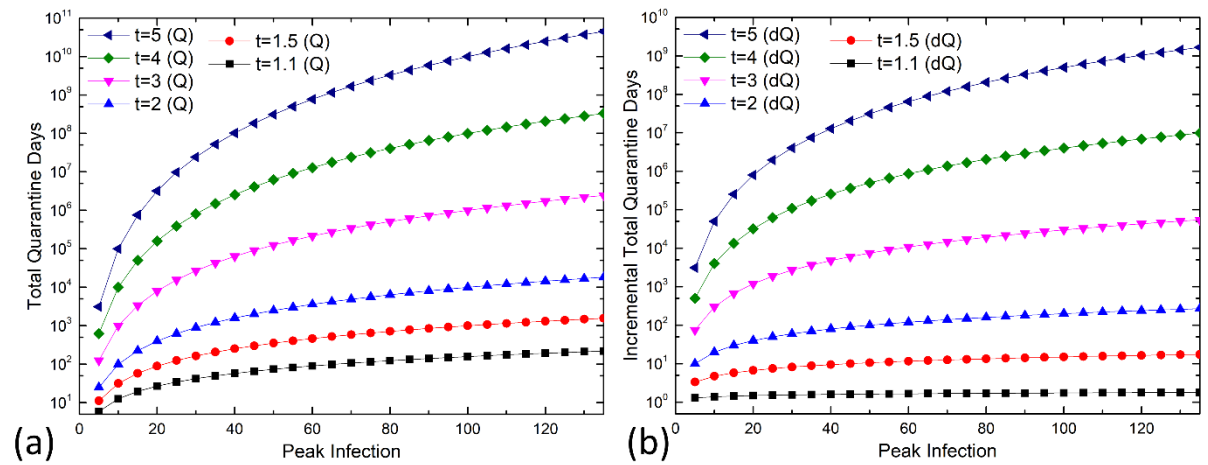 10^11
10^10
10^9
10^8
10^7
10^6
10^5
10^4
10^3
10^2
10^1
Total Quarantine Days
t=5 (Q)
t=4 (Q)
t=3 (Q)
t=2 (Q)
t=1.5 (Q)
t=1.1 (Q)
0 20 40 60 80 100 120
Peak Infection
(a)
10^10
10^9
10^8
10^7
10^6
10^5
10^4
10^3
10^2
10^1
10^0
Incremental Total Quarantine Days
t=5 (dQ)
t=4 (dQ)
t=3 (dQ)
t=2 (dQ)
t=1.5 (dQ)
t=1.1 (dQ)
0 20 40 60 80 100 120
Peak Infection
(b)